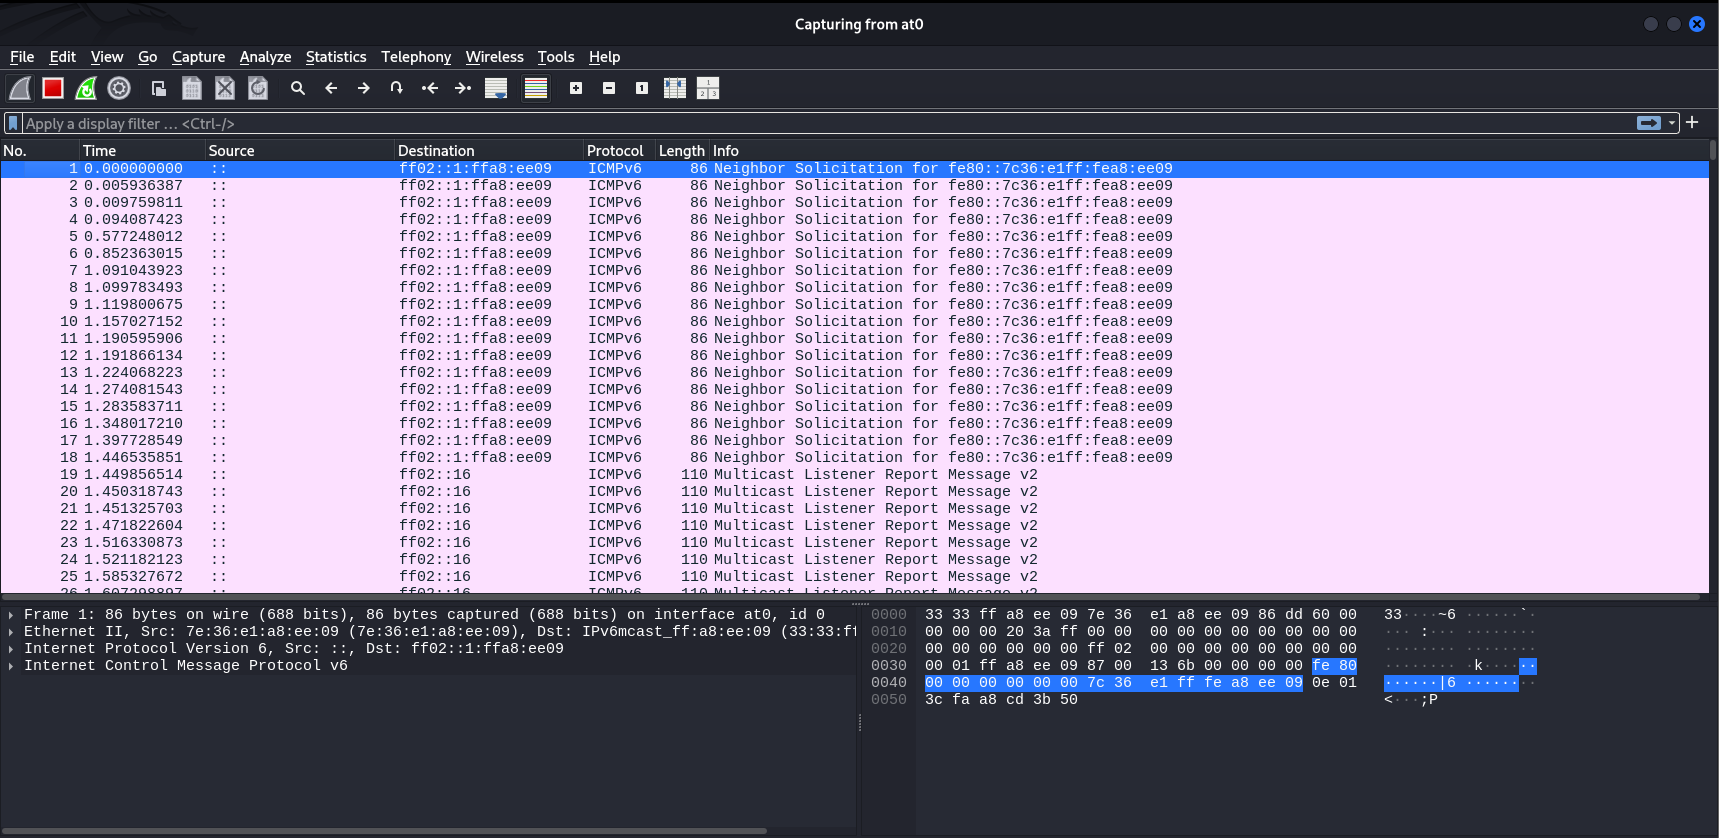 Capturing from at0
File Edit View Go Capture Analyze Statistics Telephony Wireless Tools Help
Apply a display filter … <Ctrl-/>
No. Time Source Destination Protocol Length Info
1 0.000000000 :: ff02::1:ffa8:ee09 ICMPv6 86 Neighbor Solicitation for fe80::7c36:e1ff:fea8:ee09
2 0.005936387 :: ff02::1:ffa8:ee09 ICMPv6 86 Neighbor Solicitation for fe80::7c36:e1ff:fea8:ee09
3 0.009759811 :: ff02::1:ffa8:ee09 ICMPv6 86 Neighbor Solicitation for fe80::7c36:e1ff:fea8:ee09
4 0.094087423 :: ff02::1:ffa8:ee09 ICMPv6 86 Neighbor Solicitation for fe80::7c36:e1ff:fea8:ee09
5 0.577248012 :: ff02::1:ffa8:ee09 ICMPv6 86 Neighbor Solicitation for fe80::7c36:e1ff:fea8:ee09
6 0.852363015 :: ff02::1:ffa8:ee09 ICMPv6 86 Neighbor Solicitation for fe80::7c36:e1ff:fea8:ee09
7 1.091043923 :: ff02::1:ffa8:ee09 ICMPv6 86 Neighbor Solicitation for fe80::7c36:e1ff:fea8:ee09
8 1.099783493 :: ff02::1:ffa8:ee09 ICMPv6 86 Neighbor Solicitation for fe80::7c36:e1ff:fea8:ee09
9 1.119800675 :: ff02::1:ffa8:ee09 ICMPv6 86 Neighbor Solicitation for fe80::7c36:e1ff:fea8:ee09
10 1.157027152 :: ff02::1:ffa8:ee09 ICMPv6 86 Neighbor Solicitation for fe80::7c36:e1ff:fea8:ee09
11 1.190595906 :: ff02::1:ffa8:ee09 ICMPv6 86 Neighbor Solicitation for fe80::7c36:e1ff:fea8:ee09
12 1.191866134 :: ff02::1:ffa8:ee09 ICMPv6 86 Neighbor Solicitation for fe80::7c36:e1ff:fea8:ee09
13 1.224068223 :: ff02::1:ffa8:ee09 ICMPv6 86 Neighbor Solicitation for fe80::7c36:e1ff:fea8:ee09
14 1.274081543 :: ff02::1:ffa8:ee09 ICMPv6 86 Neighbor Solicitation for fe80::7c36:e1ff:fea8:ee09
15 1.283583711 :: ff02::1:ffa8:ee09 ICMPv6 86 Neighbor Solicitation for fe80::7c36:e1ff:fea8:ee09
16 1.348017210 :: ff02::1:ffa8:ee09 ICMPv6 86 Neighbor Solicitation for fe80::7c36:e1ff:fea8:ee09
17 1.397728549 :: ff02::1:ffa8:ee09 ICMPv6 86 Neighbor Solicitation for fe80::7c36:e1ff:fea8:ee09
18 1.446535851 :: ff02::1:ffa8:ee09 ICMPv6 86 Neighbor Solicitation for fe80::7c36:e1ff:fea8:ee09
19 1.449856514 :: ff02::16 ICMPv6 110 Multicast Listener Report Message v2
20 1.450318743 :: ff02::16 ICMPv6 110 Multicast Listener Report Message v2
21 1.451325703 :: ff02::16 ICMPv6 110 Multicast Listener Report Message v2
22 1.471822604 :: ff02::16 ICMPv6 110 Multicast Listener Report Message v2
23 1.516330873 :: ff02::16 ICMPv6 110 Multicast Listener Report Message v2
24 1.521182123 :: ff02::16 ICMPv6 110 Multicast Listener Report Message v2
25 1.585327672 :: ff02::16 ICMPv6 110 Multicast Listener Report Message v2
26 1.607298897 :: ff02::16 ICMPv6 110 Multicast Listener Report Message v2
Frame 1: 86 bytes on wire (688 bits), 86 bytes captured (688 bits) on interface at0, id 0
Ethernet II, Src: 7e:36:e1:a8:ee:09 (7e:36:e1:a8:ee:09), Dst: IPv6mcast_ff:a8:ee:09 (33:33:ff
Internet Protocol Version 6, Src: ::, Dst: ff02::1:ffa8:ee09
Internet Control Message Protocol v6
0000 33 33 ff a8 ee 09 7e 36 e1 a8 ee 09 86 dd 60 00 33····~6 ······`·
0010 00 00 00 20 3a ff 00 00 00 00 00 00 00 00 00 00 ··· :··· ········
0020 00 00 00 00 00 00 ff 02 00 00 00 00 00 00 00 00 ········ ········
0030 00 01 ff a8 ee 09 87 00 13 6b 00 00 00 00 fe 80 ········ ·k······
0040 00 00 00 00 00 00 7c 36 e1 ff fe a8 ee 09 0e 01 ······|6 ········
0050 3c fa a8 cd 3b 50 <···;P